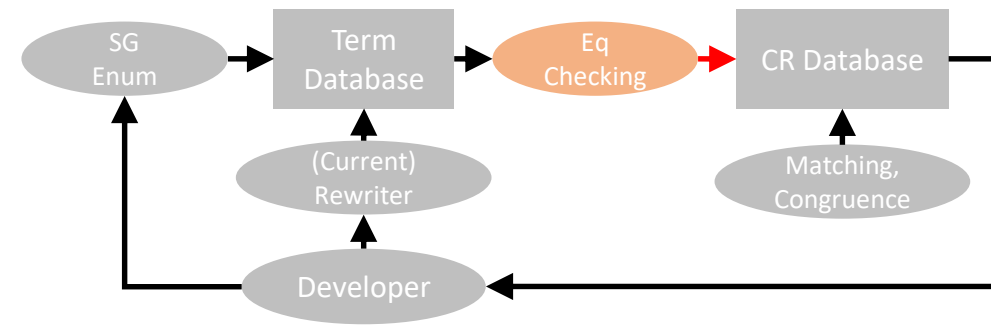 SG
Enum
Term
Database
Eq
Checking
CR Database
(Current)
Rewriter
Matching,
Congruence
Developer